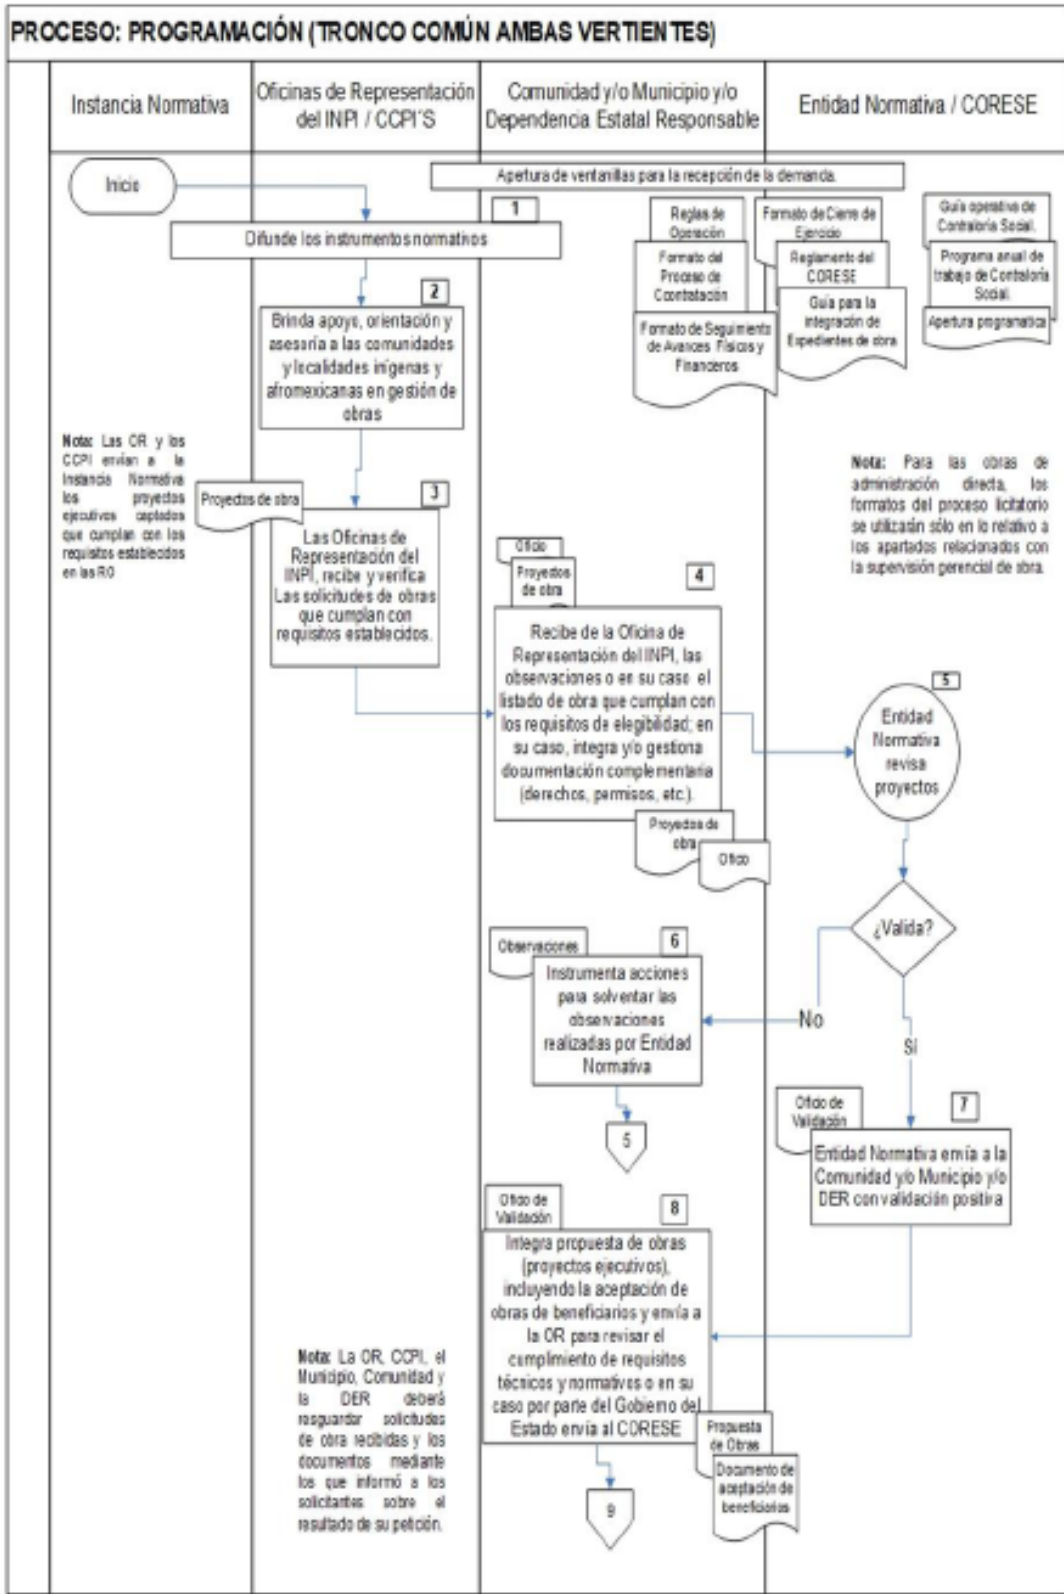 PROCESO: PROGRAMACIÓN (TRONCO COMÚN AMBAS VERTIENTES)
Instancia Normativa
Oficinas de Representación
del INPI / CCPI´S
Comunidad y/o Municipio y/o
Dependencia Estatal Responsable
Entidad Normativa / CORESE
Inicio
Apertura de ventanillas para la recepción de la demanda.
1
Difunde los instrumentos normativos
Reglas de
Operación
Formato del
Proceso de
Ccontratación
Formato de Seguimiento
de Avances Físicos y
Financieros
Formato de Cierre de
Ejercicio
Reglamento del
CORESE
Guía para la
integración de
Expedientes de obra
Guía operativa de
Contraloría Social.
Programa anual de
trabajo de Contraloría
Social.
Apertura programatica
2
Brinda apoyo, orientación y
asesoría a las comunidades
y localidades inígenas y
afromexicanas en gestión de
obras
Nota: Las OR y los
CCPI envían a la
Instancia Normativa
los proyectos
ejecutivos captados
que cumplan con los
requisitos establecidos
en las RO
Proyectos de obra
3
Las Oficinas de
Representación del
INPI, recibe y verifica
Las solicitudes de obras
que cumplan con
requisitos establecidos.
Nota: Para las obras de
administración directa, los
formatos del proceso licitatorio
se utilizarán sólo en lo relativo a
los apartados relacionados con
la supervisión gerencial de obra.
Oficio
Proyectos
de obra
4
Recibe de la Oficina de
Representación del INPI, las
observaciones o en su caso el
listado de obra que cumplan con
los requisitos de elegibilidad; en
su caso, integra y/o gestiona
documentación complementaria
(derechos, permisos, etc.).
Proyectos de
obra
Ofico
5
Entidad
Normativa
revisa
proyectos
¿Valida?
No
Sí
Observaciones
6
Instrumenta acciones
para solventar las
observaciones
realizadas por Entidad
Normativa
5
Oficio de
Validación
7
Entidad Normativa envía a la
Comunidad y/o Municipio y/o
DER con validación positiva
Ofico de
Validación
8
Integra propuesta de obras
(proyectos ejecutivos),
incluyendo la aceptación de
obras de beneficiarios y envía a
la OR para revisar el
cumplimiento de requisitos
técnicos y normativos o en su
caso por parte del Gobierno del
Estado envía al CORESE
Propuesta
de Obras
Documento de
aceptación de
beneficiarios
9
Nota: La OR, CCPI, el
Municipio, Comunidad y
la DER deberá
resguardar solicitudes
de obra recibidas y los
documentos mediante
los que informó a los
solicitantes sobre el
resultado de su petición.